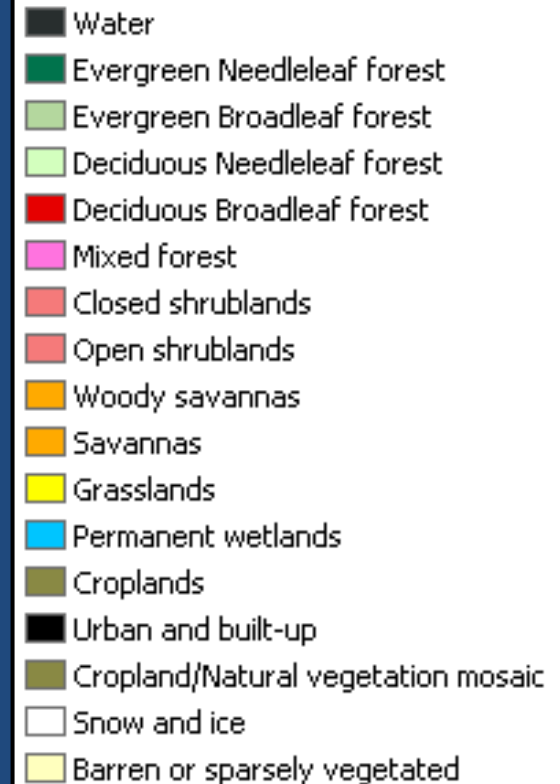 Water
Evergreen Needleleaf forest
Evergreen Broadleaf forest
Deciduous Needleleaf forest
Deciduous Broadleaf forest
Mixed forest
Closed shrublands
Open shrublands
Woody savannas
Savannas
Grasslands
Permanent wetlands
Croplands
Urban and built-up
Cropland/Natural vegetation mosaic
Snow and ice
Barren or sparsely vegetated